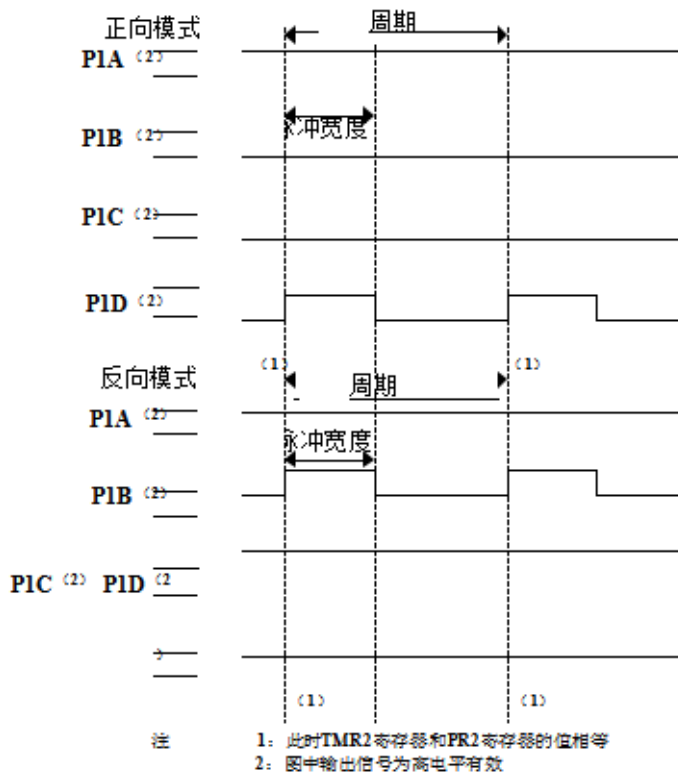 正向模式
周期
P1A (2)
脉冲宽度
P1B (2)
P1C (2)
P1D (2)
(1) (1)
反向模式
周期
P1A (2)
脉冲宽度
P1B (2)
P1C (2) P1D (2
)
(1) (1)
注 1: 此时TMR2寄存器和PR2寄存器的值相等
2: 图中输出信号为高电平有效